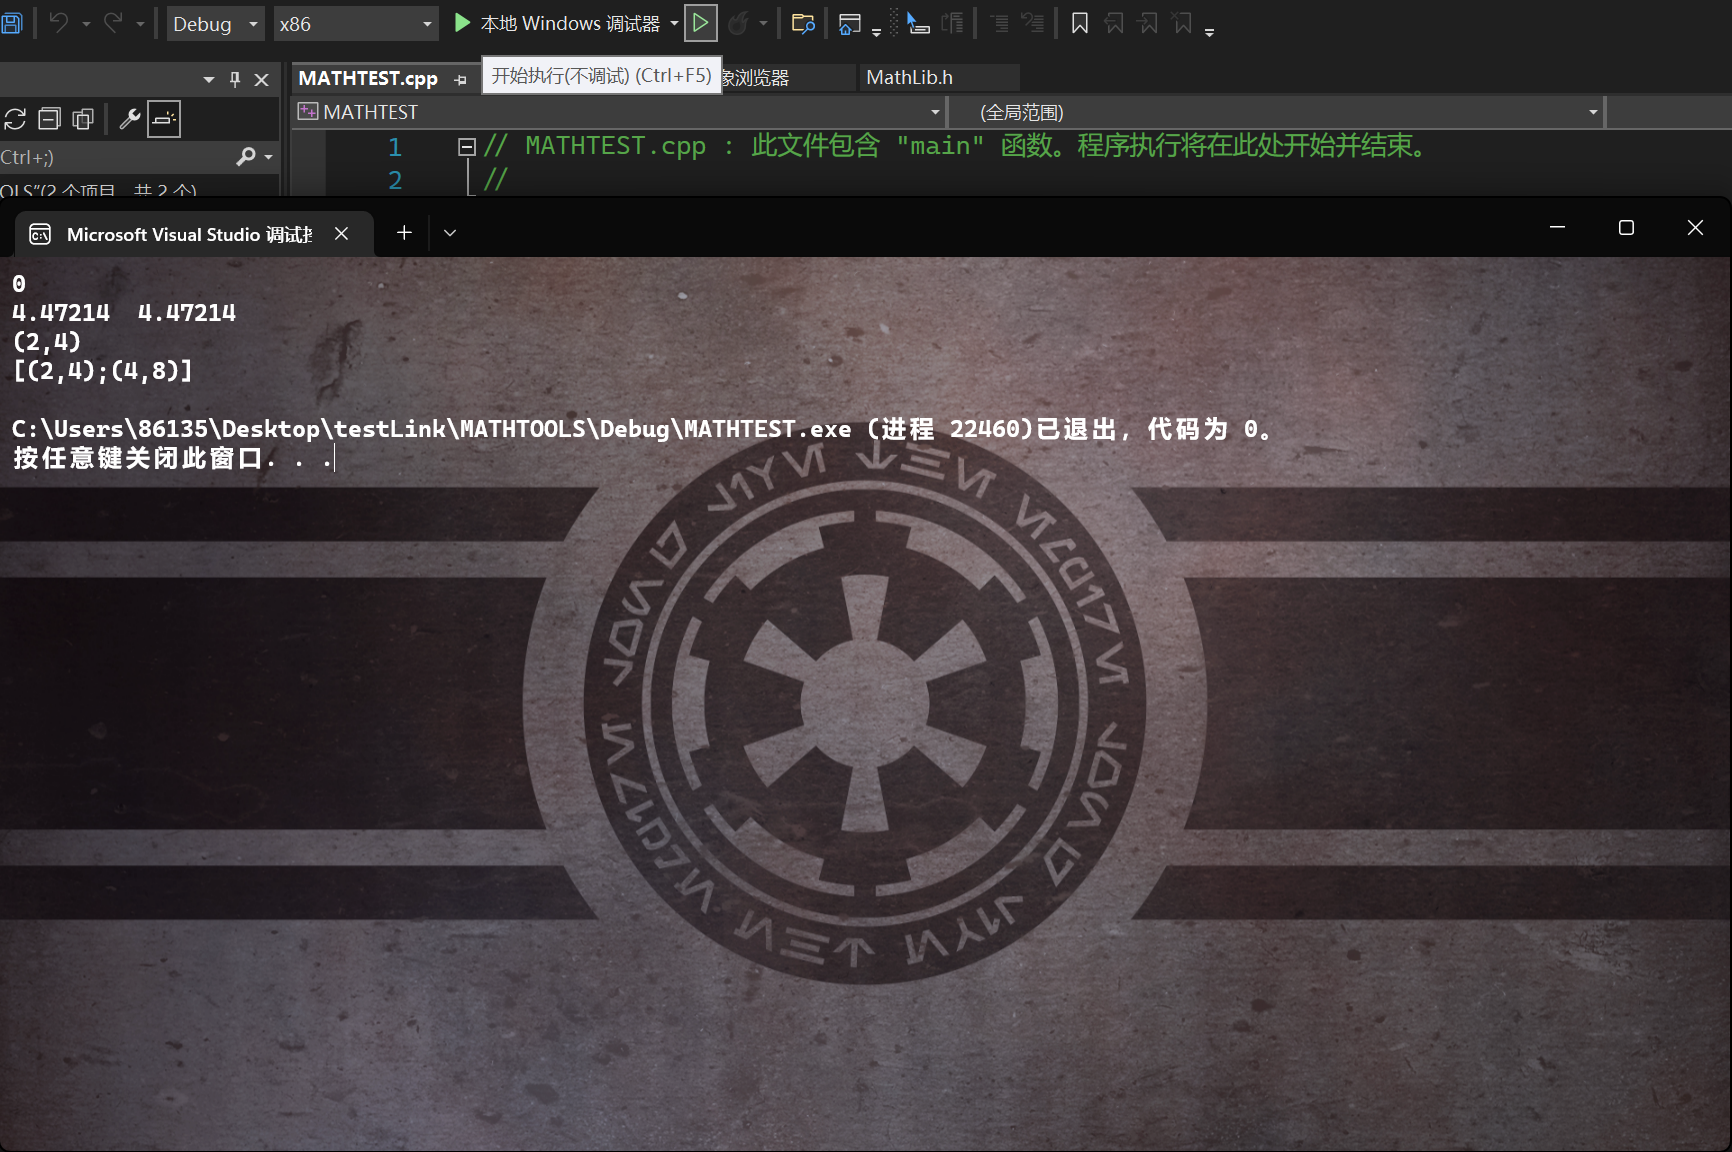 Debug
x86
本地 Windows 调试器
MATHTEST.cpp
开始执行(不调试) (Ctrl+F5)
象浏览器
MathLib.h
MATHTEST
(全局范围)
Ctrl+;)
OLS"(2 个项目，共 2 个)
1
// MATHTEST.cpp : 此文件包含 "main" 函数。程序执行将在此处开始并结束。
2
//
Microsoft Visual Studio 调试
0
4.47214  4.47214
(2,4)
[(2,4);(4,8)]
C:\Users\86135\Desktop\testLink\MATHTOOLS\Debug\MATHTEST.exe (进程 22460)已退出，代码为 0。
按任意键关闭此窗口. . .